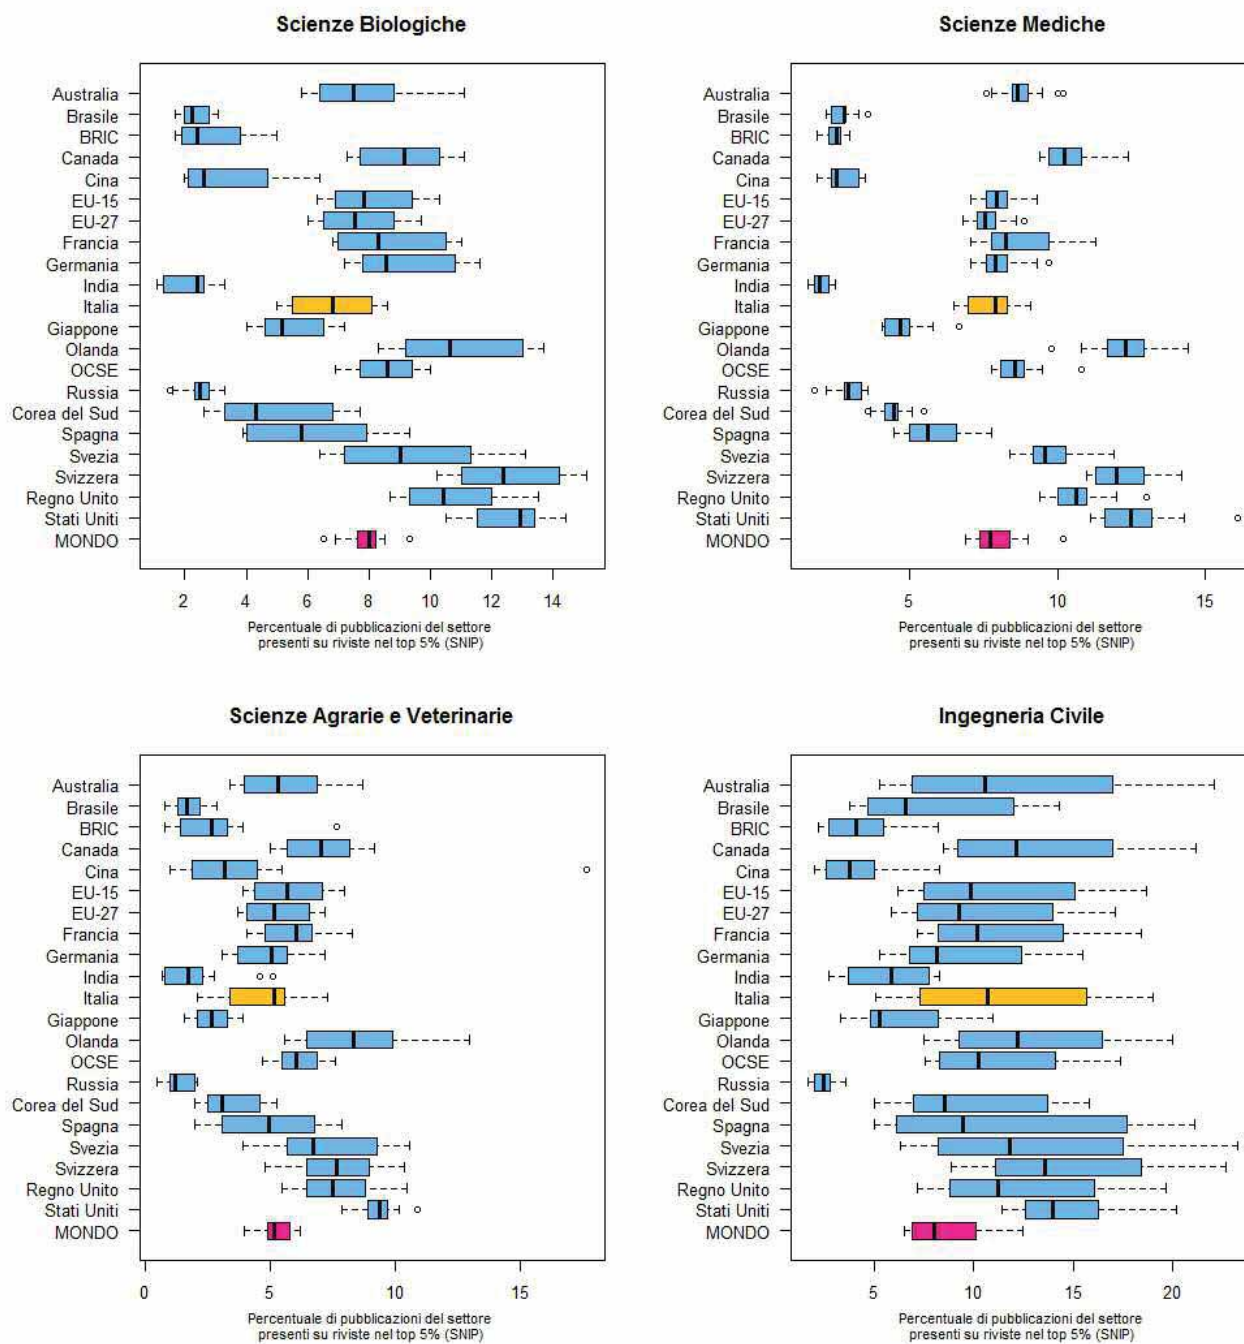 Scienze Biologiche
Australia
Brasile
BRIC
Canada
Cina
EU-15
EU-27
Francia
Germania
India
Italia
Giappone
Olanda
OCSE
Russia
Corea del Sud
Spagna
Svezia
Svizzera
Regno Unito
Stati Uniti
MONDO
2 4 6 8 10 12 14
Percentuale di pubblicazioni del settore
presenti su riviste nel top 5% (SNIP)
Scienze Mediche
Australia
Brasile
BRIC
Canada
Cina
EU-15
EU-27
Francia
Germania
India
Italia
Giappone
Olanda
OCSE
Russia
Corea del Sud
Spagna
Svezia
Svizzera
Regno Unito
Stati Uniti
MONDO
5 10 15
Percentuale di pubblicazioni del settore
presenti su riviste nel top 5% (SNIP)
Scienze Agrarie e Veterinarie
Australia
Brasile
BRIC
Canada
Cina
EU-15
EU-27
Francia
Germania
India
Italia
Giappone
Olanda
OCSE
Russia
Corea del Sud
Spagna
Svezia
Svizzera
Regno Unito
Stati Uniti
MONDO
0 5 10 15
Percentuale di pubblicazioni del settore
presenti su riviste nel top 5% (SNIP)
Ingegneria Civile
Australia
Brasile
BRIC
Canada
Cina
EU-15
EU-27
Francia
Germania
India
Italia
Giappone
Olanda
OCSE
Russia
Corea del Sud
Spagna
Svezia
Svizzera
Regno Unito
Stati Uniti
MONDO
5 10 15 20
Percentuale di pubblicazioni del settore
presenti su riviste nel top 5% (SNIP)